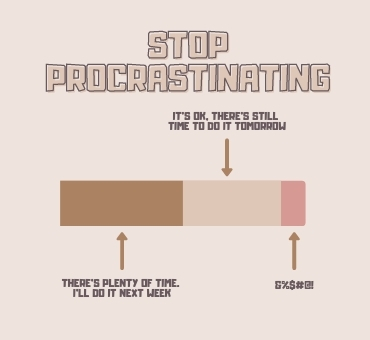 STOP
PROCRASTINATING
IT'S OK, THERE'S STILL
TIME TO DO IT TOMORROW
THERE'S PLENTY OF TIME.
I'LL DO IT NEXT WEEK
&%$#@!